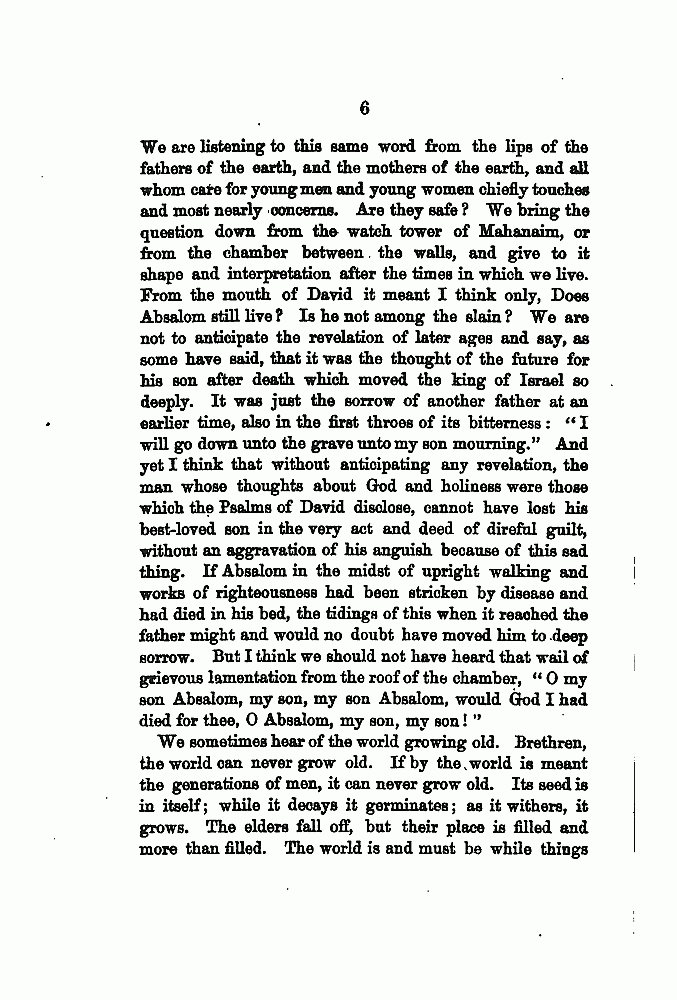 6
We are listening to this same word from the lips of the
fathers of the earth, and the mothers of the earth, and all
whom care for young men and young women chiefly touches
and most nearly concerns. Are they safe? We bring the
question down from the watch tower of Mahanaim, or
from the chamber between the walls, and give to it
shape and interpretation after the times in which we live.
From the mouth of David it meant I think only, Does
Absalom still live? Is he not among the slain? We are
not to anticipate the revelation of later ages and say, as
some have said, that it was the thought of the future for
his son after death which moved the king of Israel so
deeply. It was just the sorrow of another father at an
earlier time, also in the first throes of its bitterness: "I
will go down unto the grave unto my son mourning." And
yet I think that without anticipating any revelation, the
man whose thoughts about God and holiness were those
which the Psalms of David disclose, cannot have lost his
best-loved son in the very act and deed of direful guilt,
without an aggravation of his anguish because of this sad
thing. If Absalom in the midst of upright walking and
works of righteousness had been stricken by disease and
had died in his bed, the tidings of this when it reached the
father might and would no doubt have moved him to deep
sorrow. But I think we should not have heard that wail of
grievous lamentation from the roof of the chamber, "O my
son Absalom, my son, my son Absalom, would God I had
died for thee, O Absalom, my son, my son!"
We sometimes hear of the world growing old. Brethren,
the world can never grow old. If by the world is meant
the generations of men, it can never grow old. Its seed is
in itself; while it decays it germinates; as it withers, it
grows. The elders fall off, but their place is filled and
more than filled. The world is and must be while things